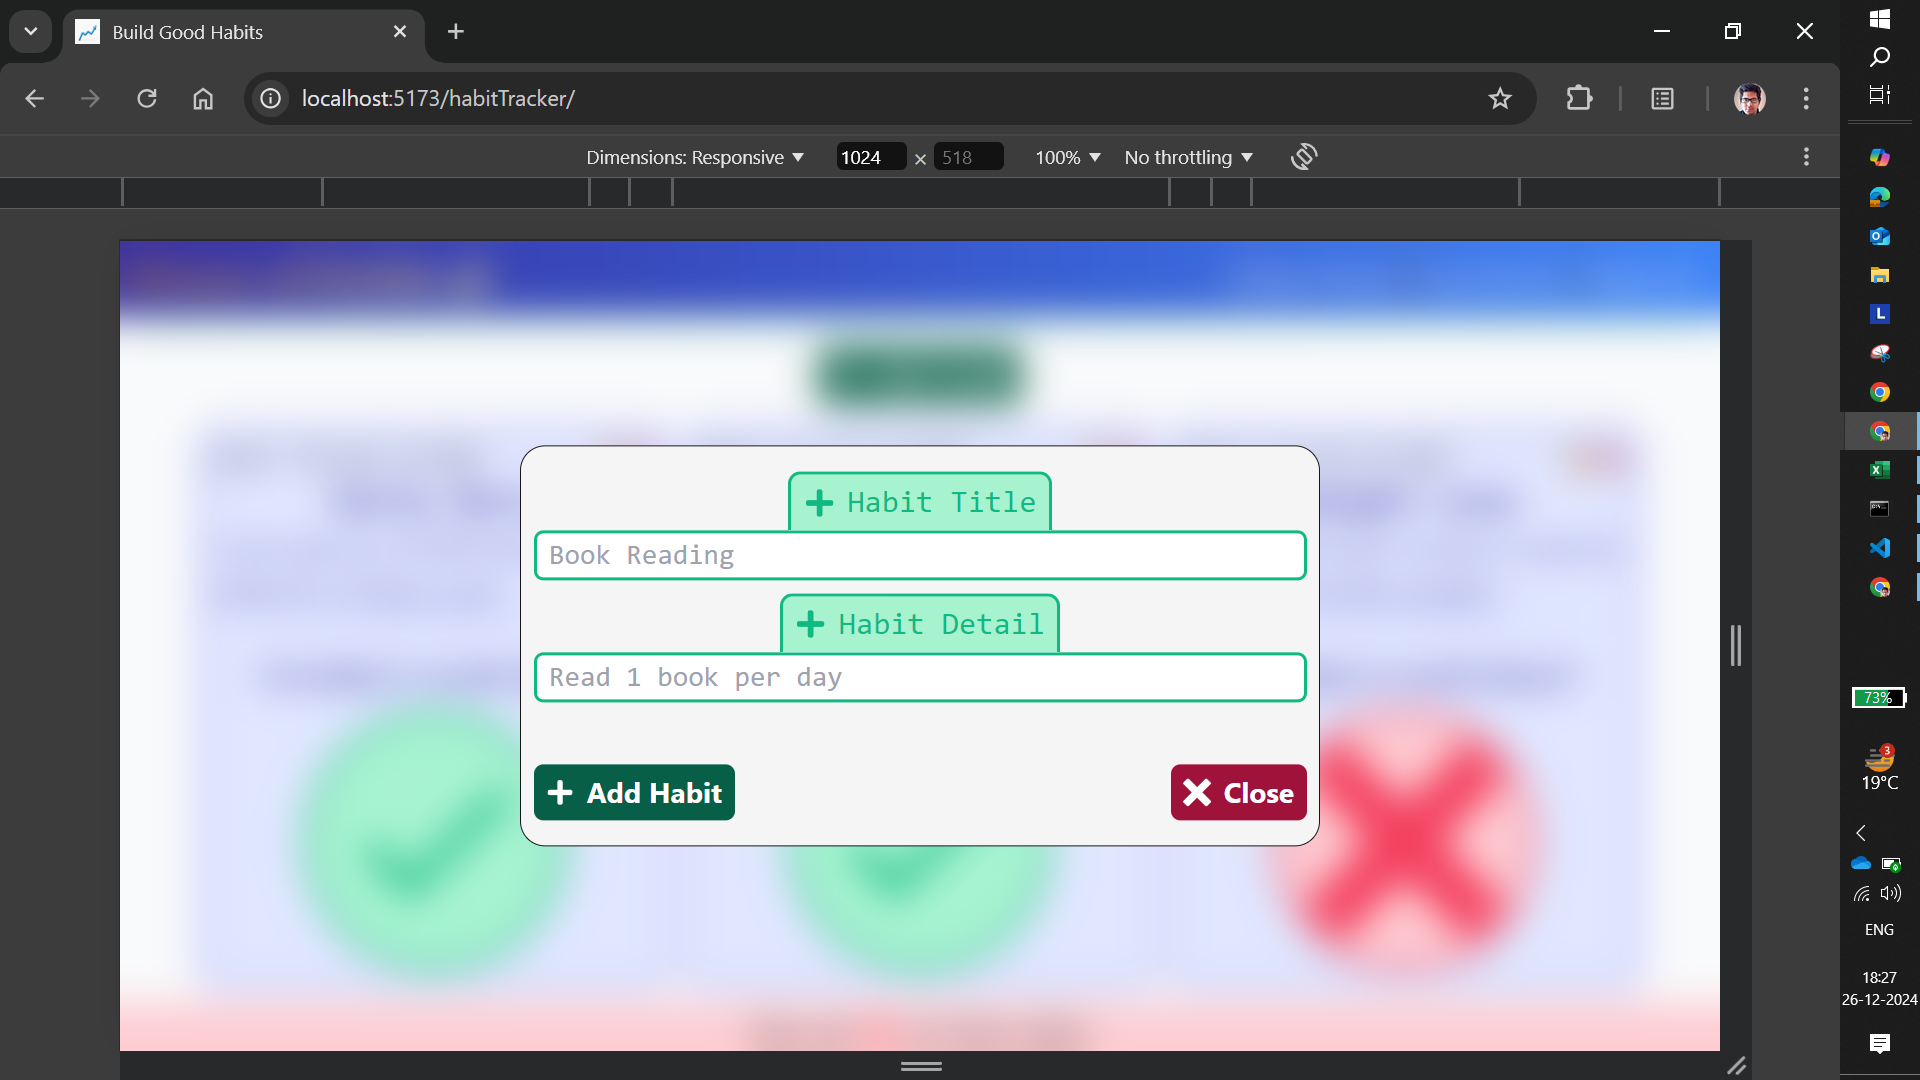 Build Good Habits
localhost:5173/habitTracker/
Dimensions: Responsive 1024 × 518 100% No throttling
Habit Title
Book Reading
Habit Detail
Read 1 book per day
Add Habit
Close
L
73%
3
19°C
ENG
18:27
26-12-2024